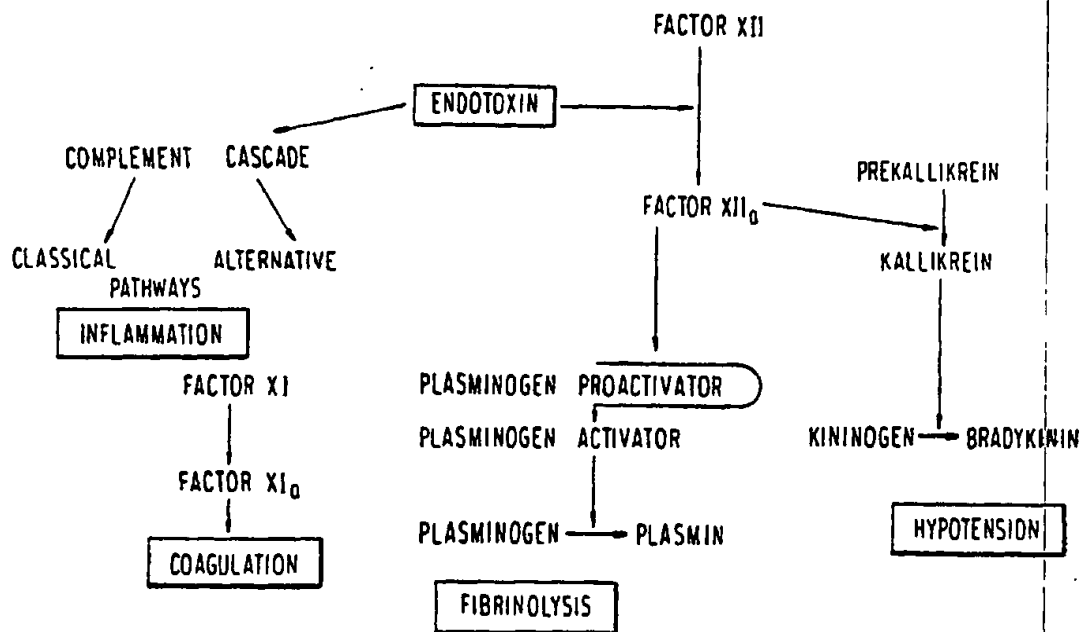 FACTOR XII
ENDOTOXIN
COMPLEMENT CASCADE
PREKALLIKREIN
FACTOR XIIa
CLASSICAL ALTERNATIVE
KALLIKREIN
PATHWAYS
INFLAMMATION
FACTOR XI
PLASMINOGEN PROACTIVATOR
PLASMINOGEN ACTIVATOR
KININOGEN BRADYKININ
FACTOR XIa
PLASMINOGEN PLASMIN
HYPOTENSION
COAGULATION
FIBRINOLYSIS